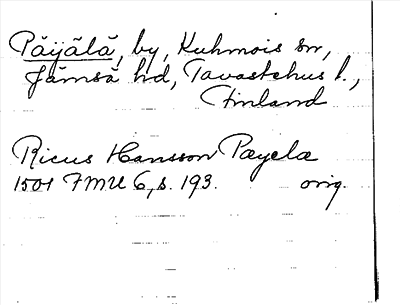 Päijälä, by, Kuhmois sn,
Jämsä hd, Tavastehus l.,
Finland
Ricus Hansson Payela
1501 FMU 6, s. 193. orig.